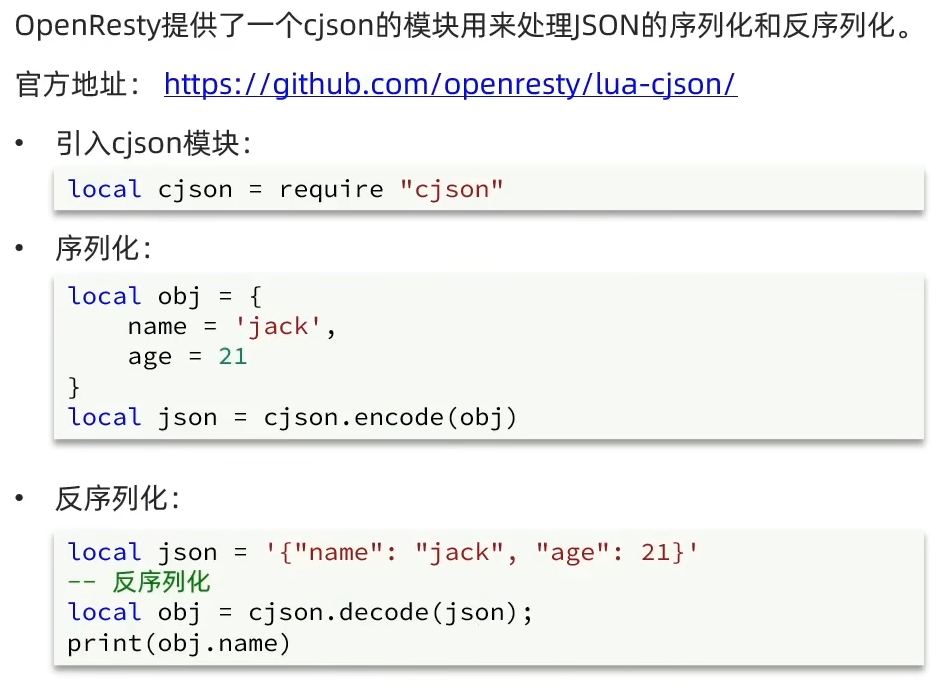 OpenResty提供了一个cjson的模块用来处理JSON的序列化和反序列化。
官方地址： https://github.com/openresty/lua-cjson/
• 引入cjson模块：
local cjson = require "cjson"
• 序列化：
local obj = {
    name = 'jack',
    age = 21
}
local json = cjson.encode(obj)
• 反序列化：
local json = '{"name": "jack", "age": 21}'
-- 反序列化
local obj = cjson.decode(json);
print(obj.name)